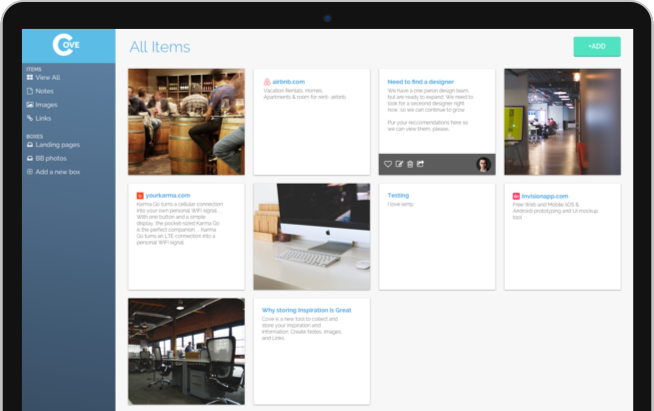 COVE
All Items
+ADD
ITEMS
View All
Notes
Images
Links
BOXES
Landing pages
BB photos
Add a new box
airbnb.com
Vacation Rentals, Homes,
Apartments & room for rent- airbnb
Need to find a designer
We have a one person design team,
but are ready to expand. We need to
look for a second designer right
now, so we can continue to grow
Put your reccomendations here so
we can view them, please..
yourkarma.com
Karma Go turns a cellular connection
into your own personal WiFi signal. ...
With one button and a simple
display, the pocket-sized Karma Go
is the perfect companion. ... Karma
Go turns an LTE connection into a
personal WiFi signal
Testing
I love lamp.
invisionapp.com
Free Web and Mobile iOS &
Android prototyping and UI mockup
tool
Why storing inspiration is Great
Cove is a new tool to collect and
store your inspiration and
information. Create Notes, Images,
and Links.